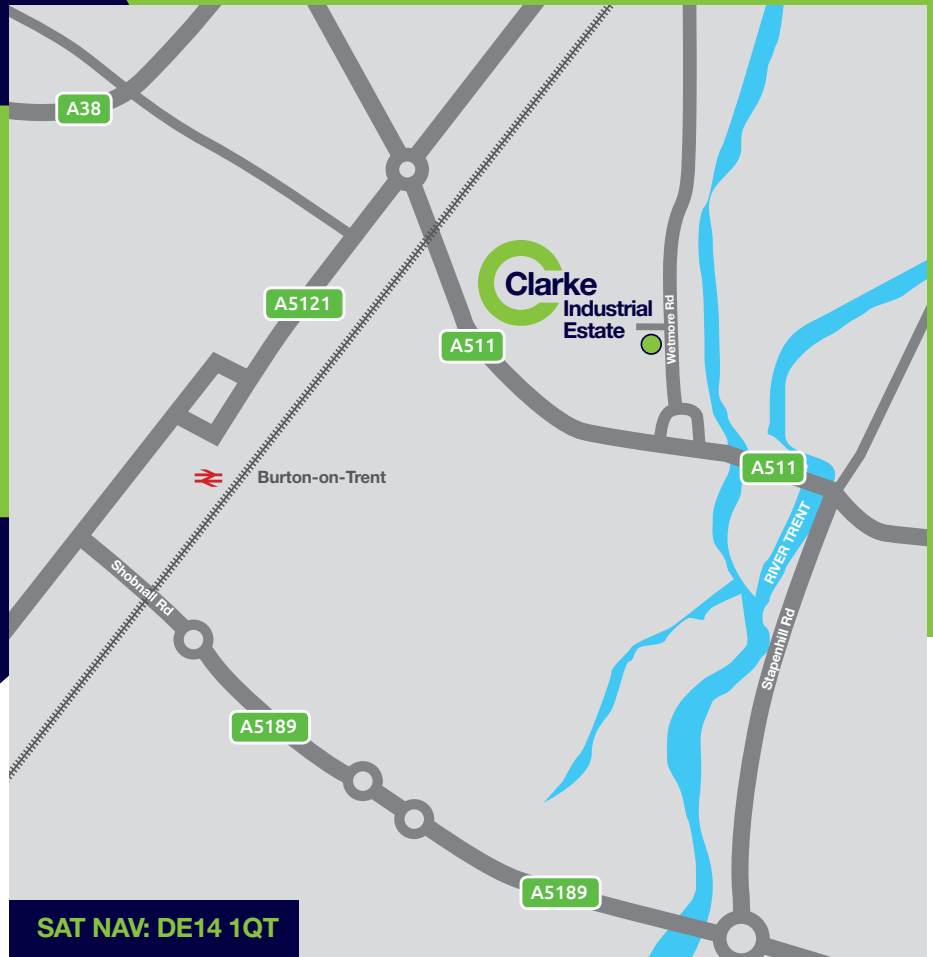 A38
Clarke
Industrial
Estate
A5121
Wetmore Rd
A511
A511
Burton-on-Trent
RIVER TRENT
Shobnall Rd
Stapenhill Rd
A5189
A5189
SAT NAV: DE14 1QT